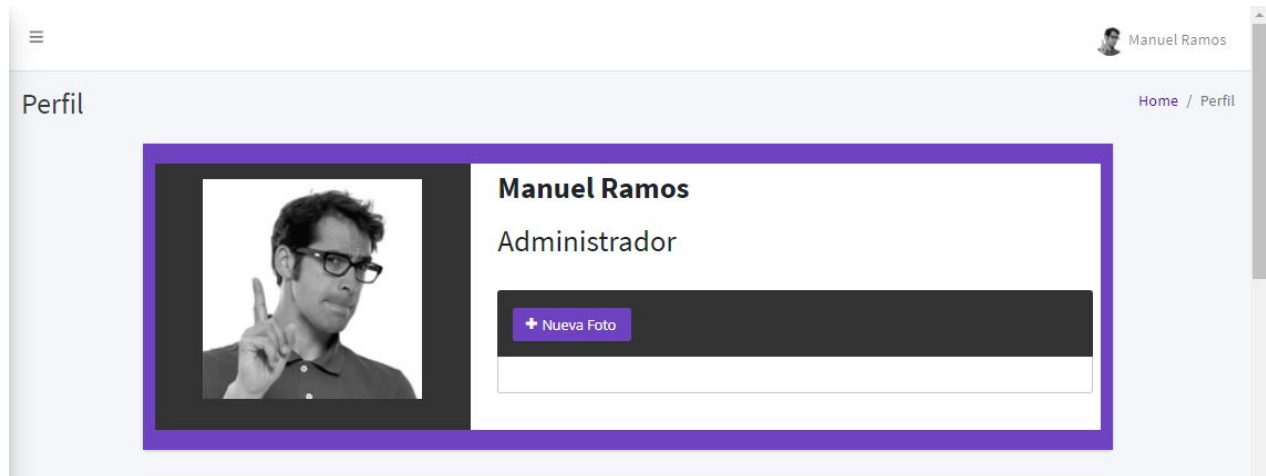 Manuel Ramos
Perfil
Home / Perfil
Manuel Ramos
Administrador
Nueva Foto